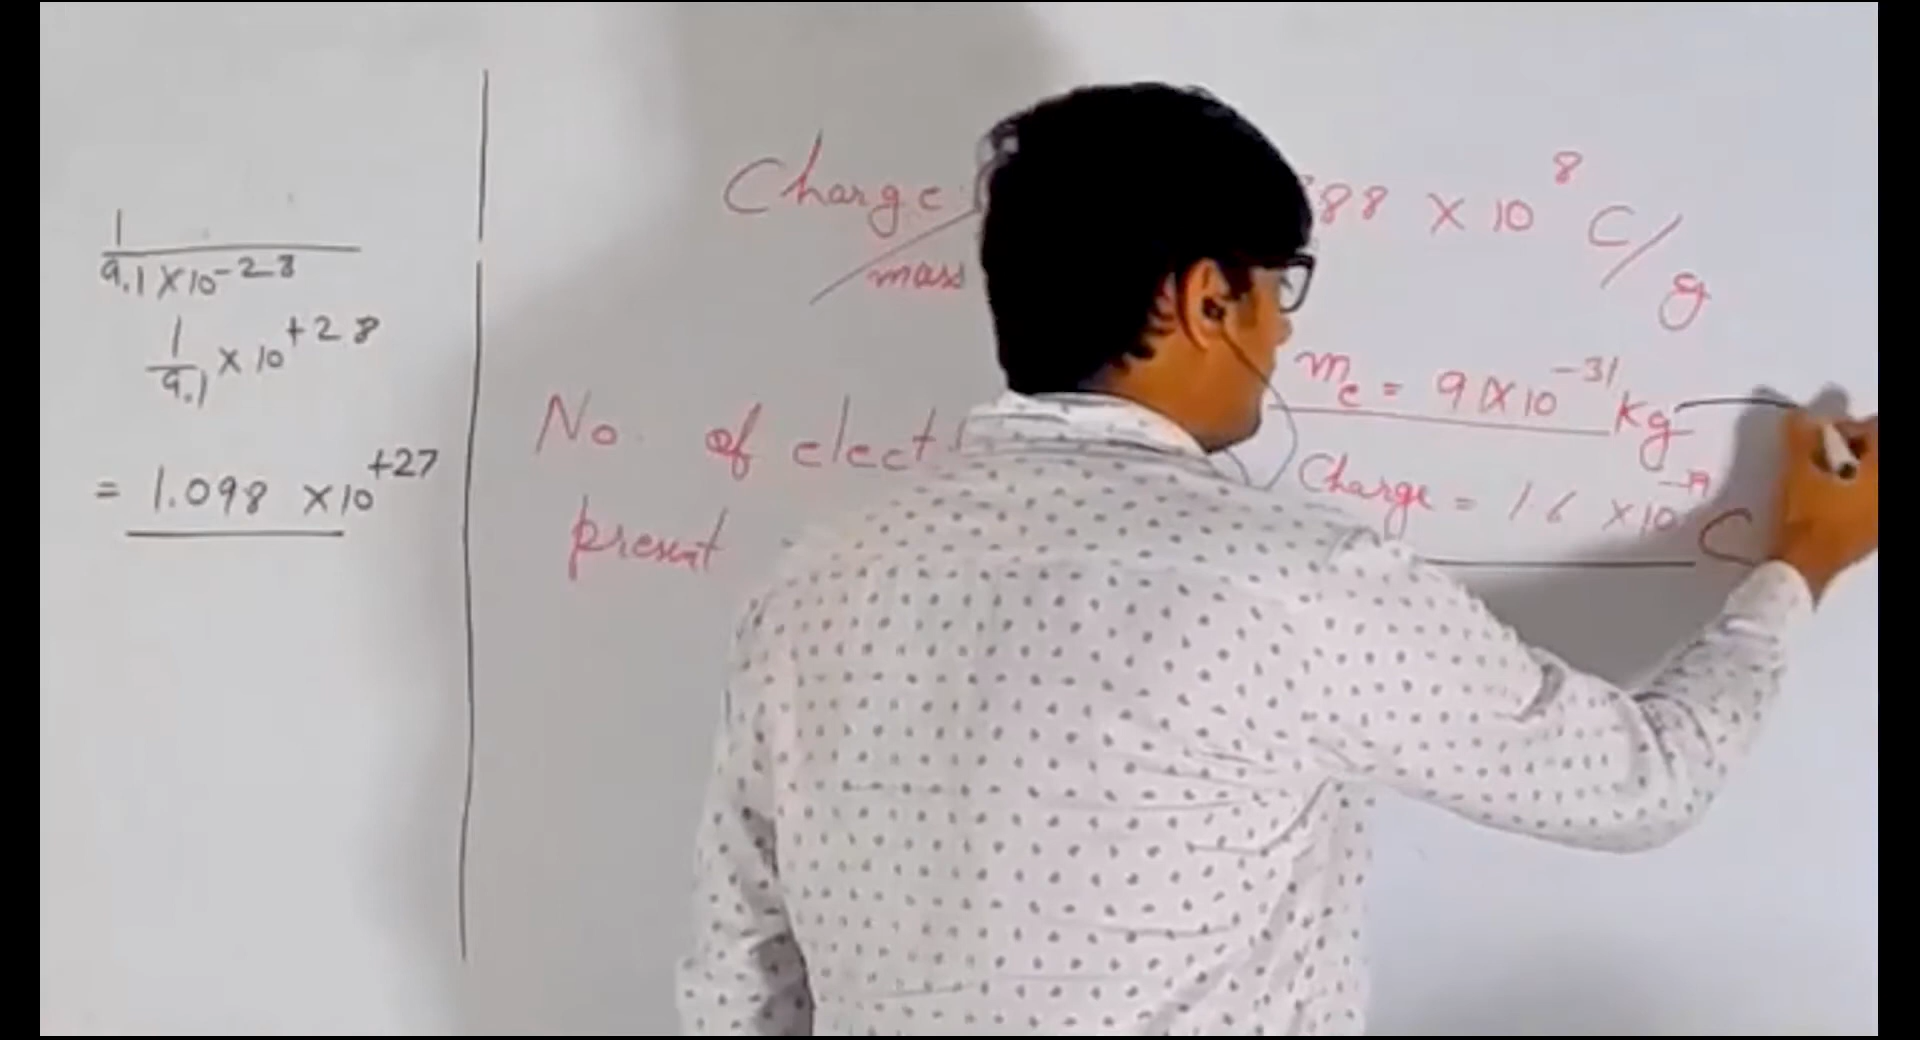 1
9.1 × 10-28
1
9.1
× 10+28
= 1.098 × 10+27
Charge
mass
88 × 10 8 C/g
No. of elect
present
me = 9.1×10 -31 Kg
Charge = 1.6 ×10 -19 C